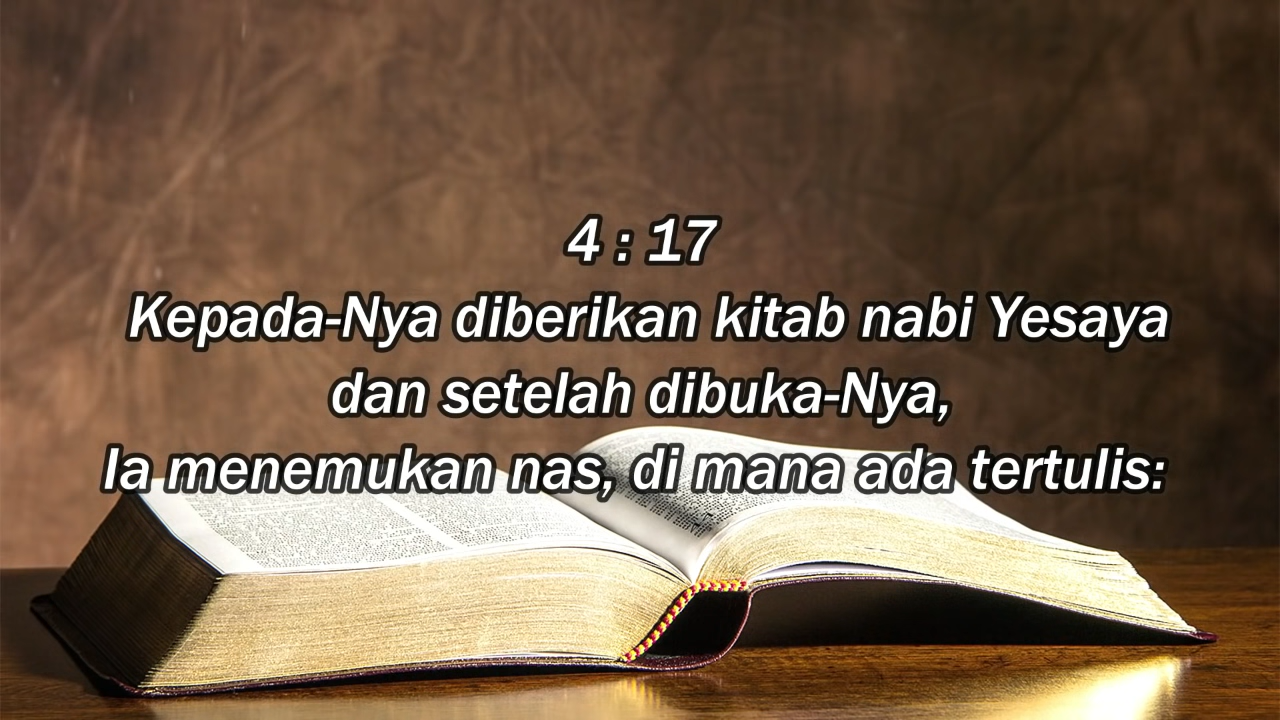 4 : 17
Kepada-Nya diberikan kitab nabi Yesaya
dan setelah dibuka-Nya,
Ia menemukan nas, di mana ada tertulis: